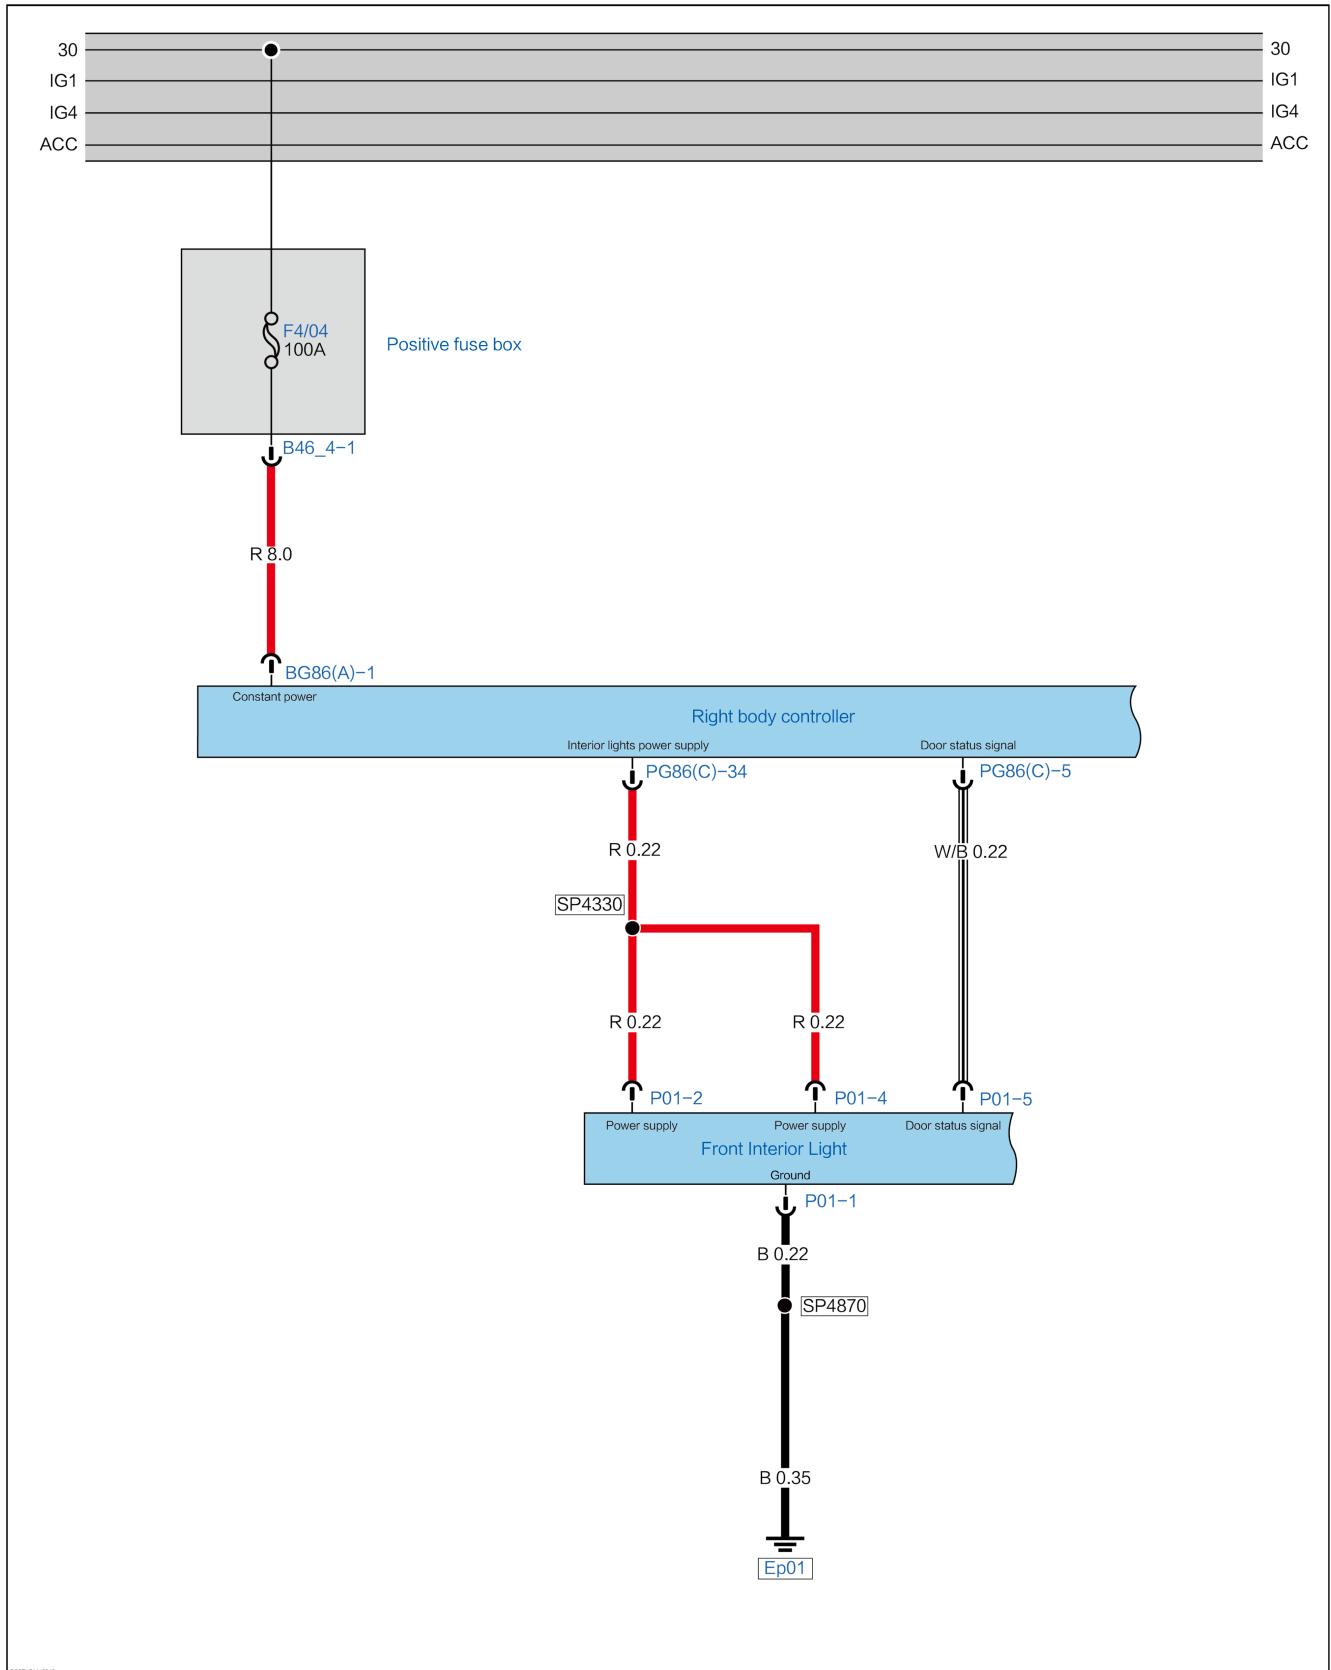 30 30
IG1 IG1
IG4 IG4
ACC ACC
F4/04
100A
Positive fuse box
B46_4-1
R 8.0
BG86(A)-1
Constant power
Right body controller
Interior lights power supply Door status signal
PG86(C)-34 PG86(C)-5
R 0.22 W/B 0.22
SP4330
R 0.22 R 0.22
P01-2 P01-4 P01-5
Power supply Power supply Door status signal
Front Interior Light
Ground
P01-1
B 0.22
SP4870
B 0.35
Ep01